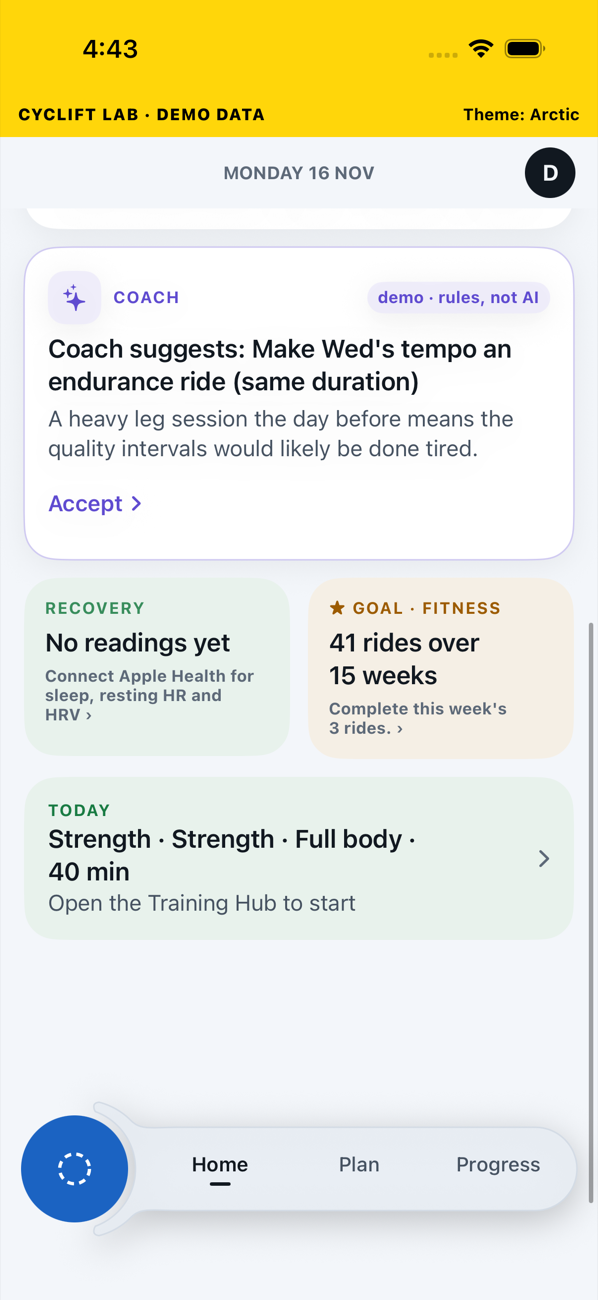 4:43
CYCLIFT LAB · DEMO DATA
Theme: Arctic
MONDAY 16 NOV
D
COACH
demo · rules, not AI
Coach suggests: Make Wed's tempo an
endurance ride (same duration)
A heavy leg session the day before means the
quality intervals would likely be done tired.
Accept >
RECOVERY
No readings yet
Connect Apple Health for
sleep, resting HR and
HRV ›
★ GOAL · FITNESS
41 rides over
15 weeks
Complete this week's
3 rides. ›
TODAY
Strength · Strength · Full body ·
40 min
Open the Training Hub to start
Home
Plan
Progress